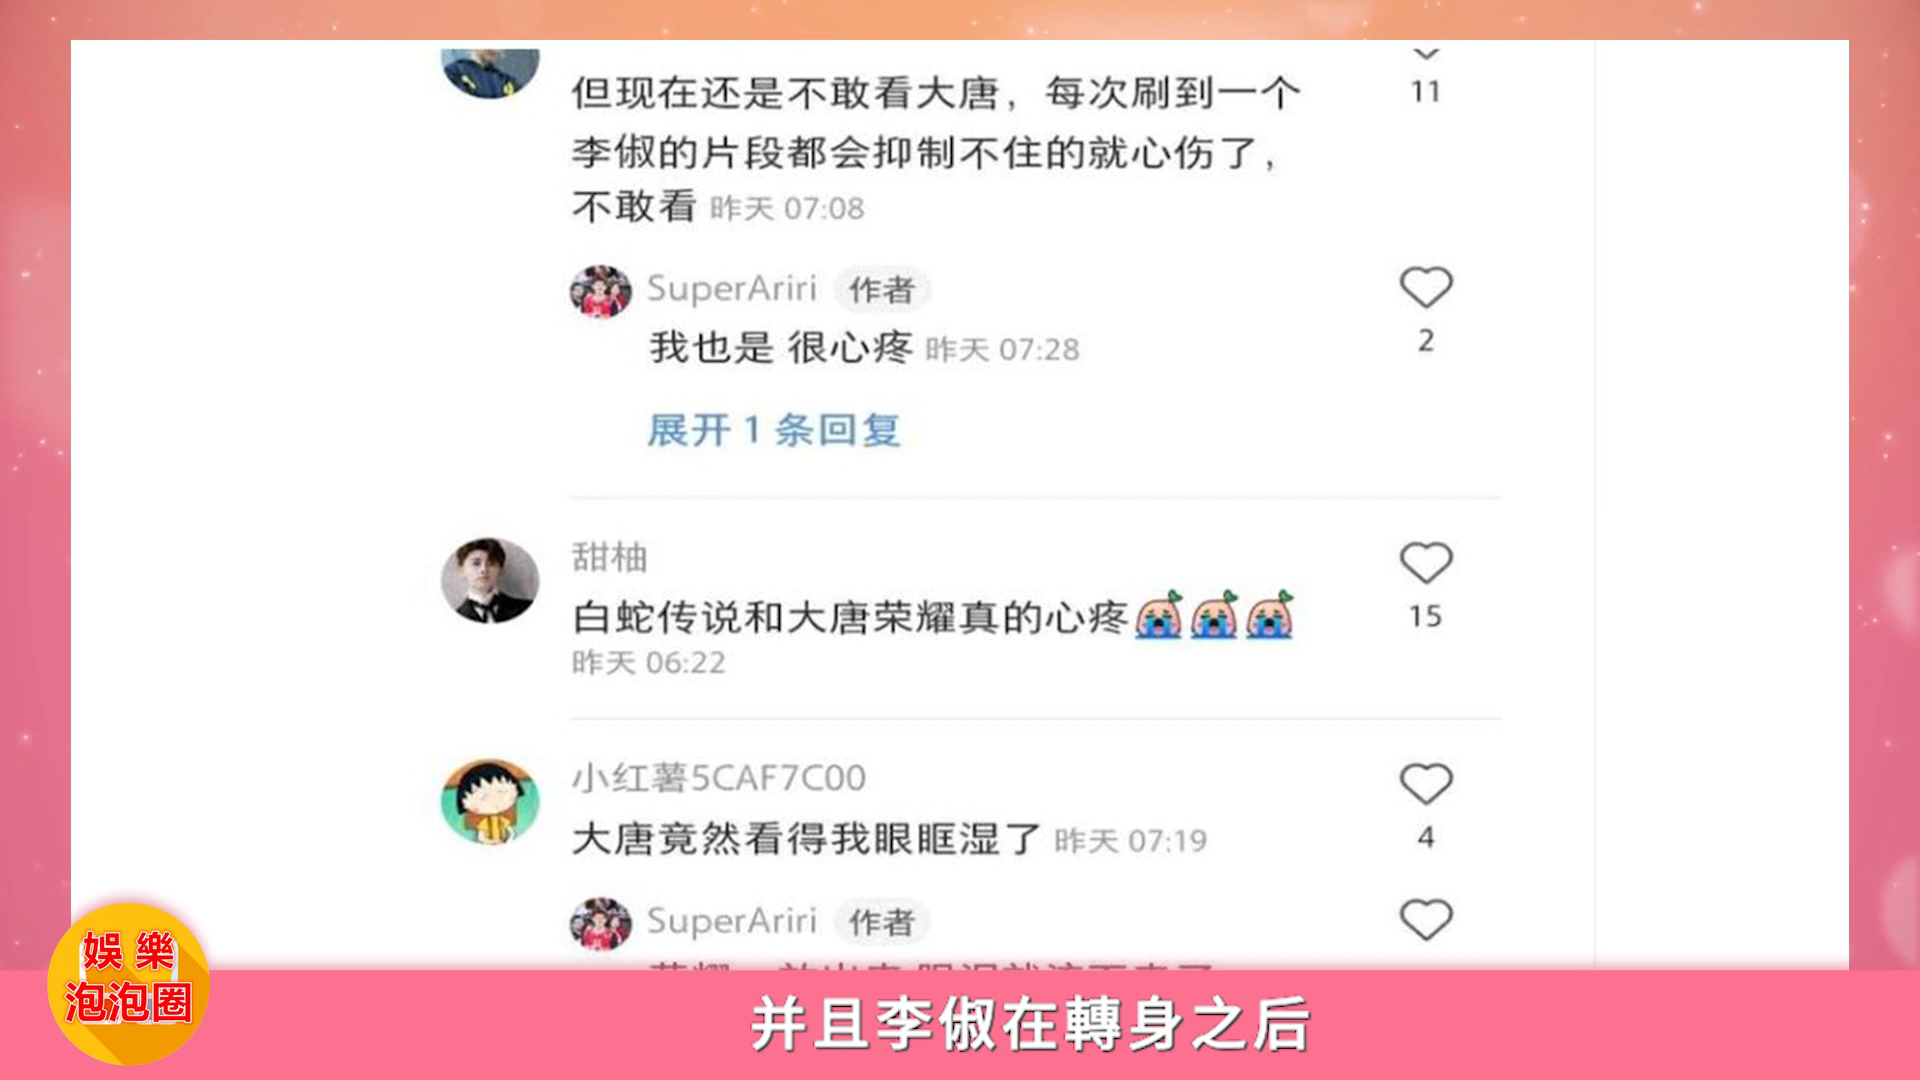 但现在还是不敢看大唐，每次刷到一个
11
李俶的片段都会抑制不住的就心伤了，
不敢看 昨天 07:08
SuperAriri 作者
我也是 很心疼 昨天 07:28
2
展开 1 条回复
甜柚
白蛇传说和大唐荣耀真的心疼
15
昨天 06:22
小红薯5CAF7C00
大唐竟然看得我眼眶湿了 昨天 07:19
4
SuperAriri 作者
娛樂
泡泡圈
并且李俶在轉身之后